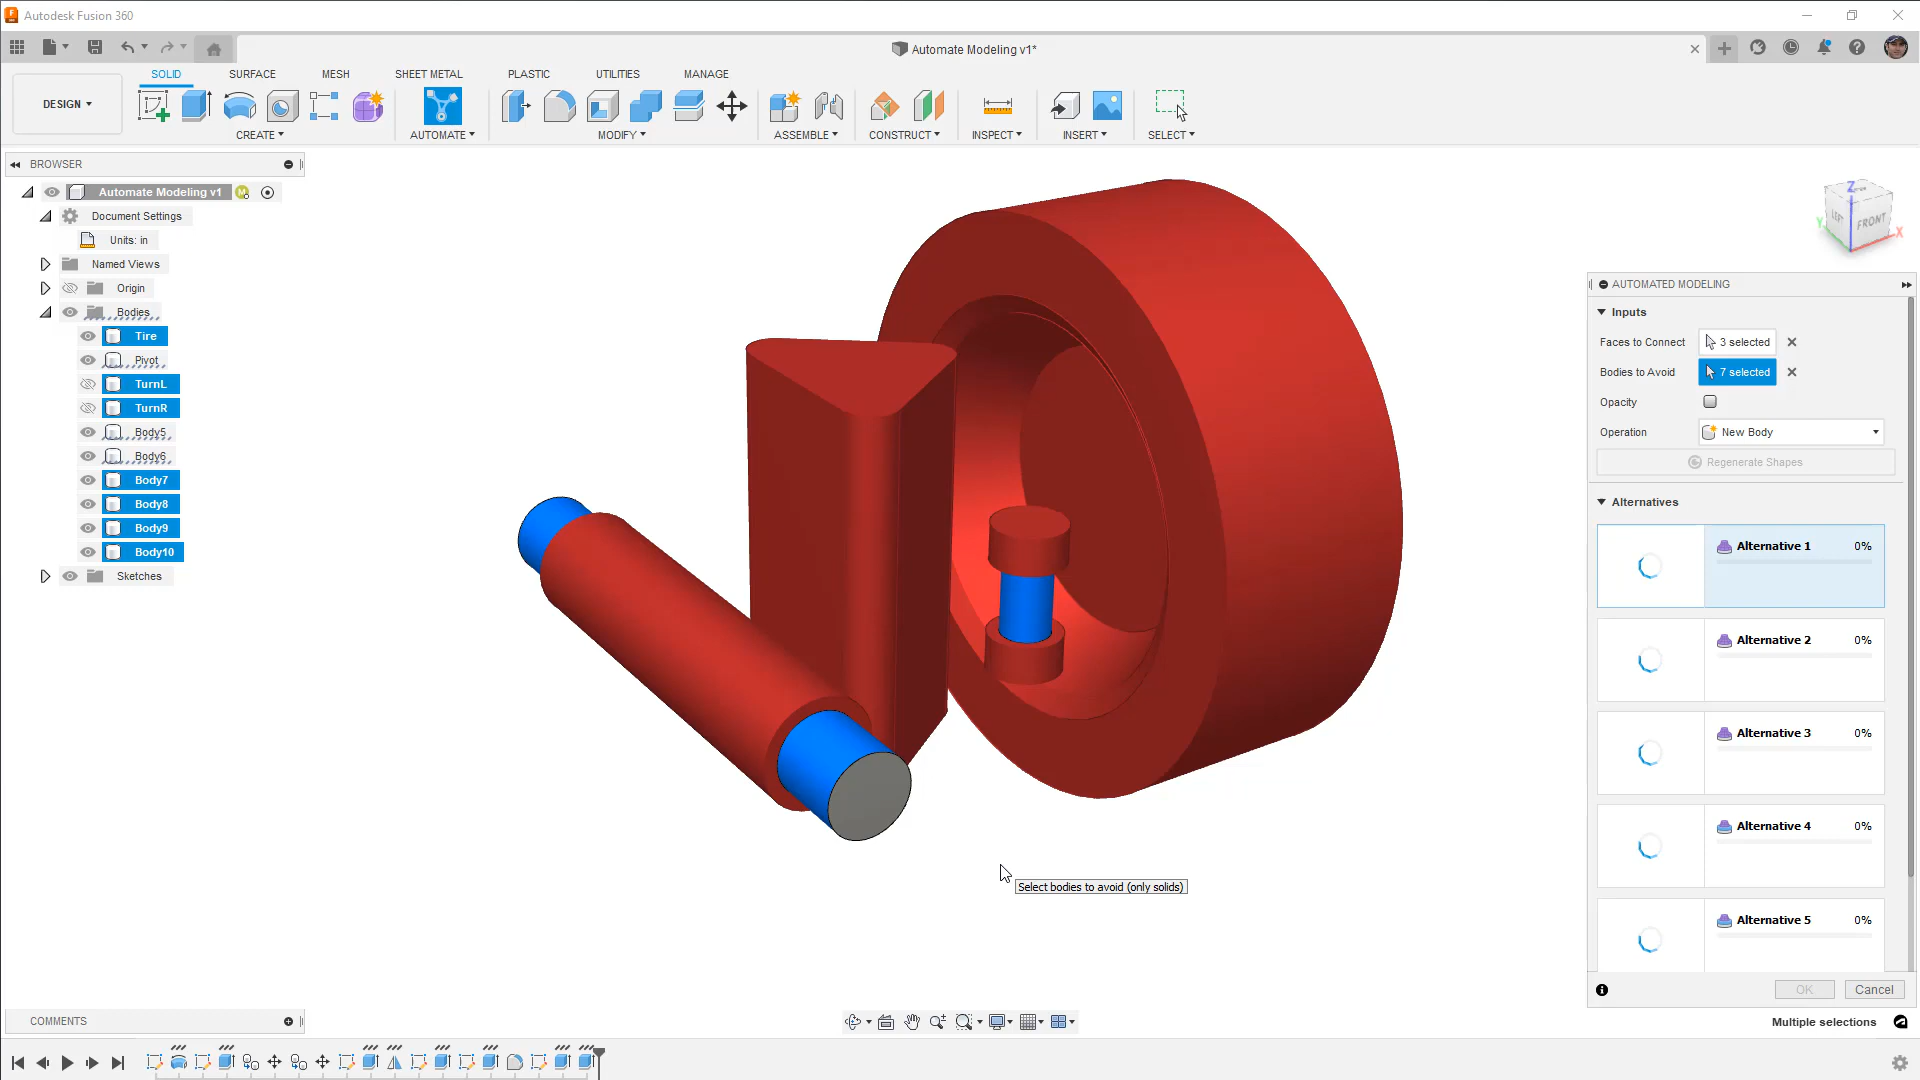 Autodesk Fusion 360
Automate Modeling v1*
SOLID SURFACE MESH SHEET METAL PLASTIC UTILITIES MANAGE
DESIGN
CREATE AUTOMATE MODIFY ASSEMBLE CONSTRUCT INSPECT INSERT SELECT
BROWSER
Automate Modeling v1
Document Settings
Units: in
Named Views
Origin
Bodies
Tire
Pivot
TurnL
TurnR
Body5
Body6
Body7
Body8
Body9
Body10
Sketches
Z
LEFT
FRONT
Y
X
AUTOMATED MODELING
Inputs
Faces to Connect 3 selected
Bodies to Avoid 7 selected
Opacity
Operation New Body
Regenerate Shapes
Alternatives
Alternative 1 0%
Alternative 2 0%
Alternative 3 0%
Alternative 4 0%
Alternative 5 0%
OK Cancel
Select bodies to avoid (only solids)
COMMENTS
Multiple selections